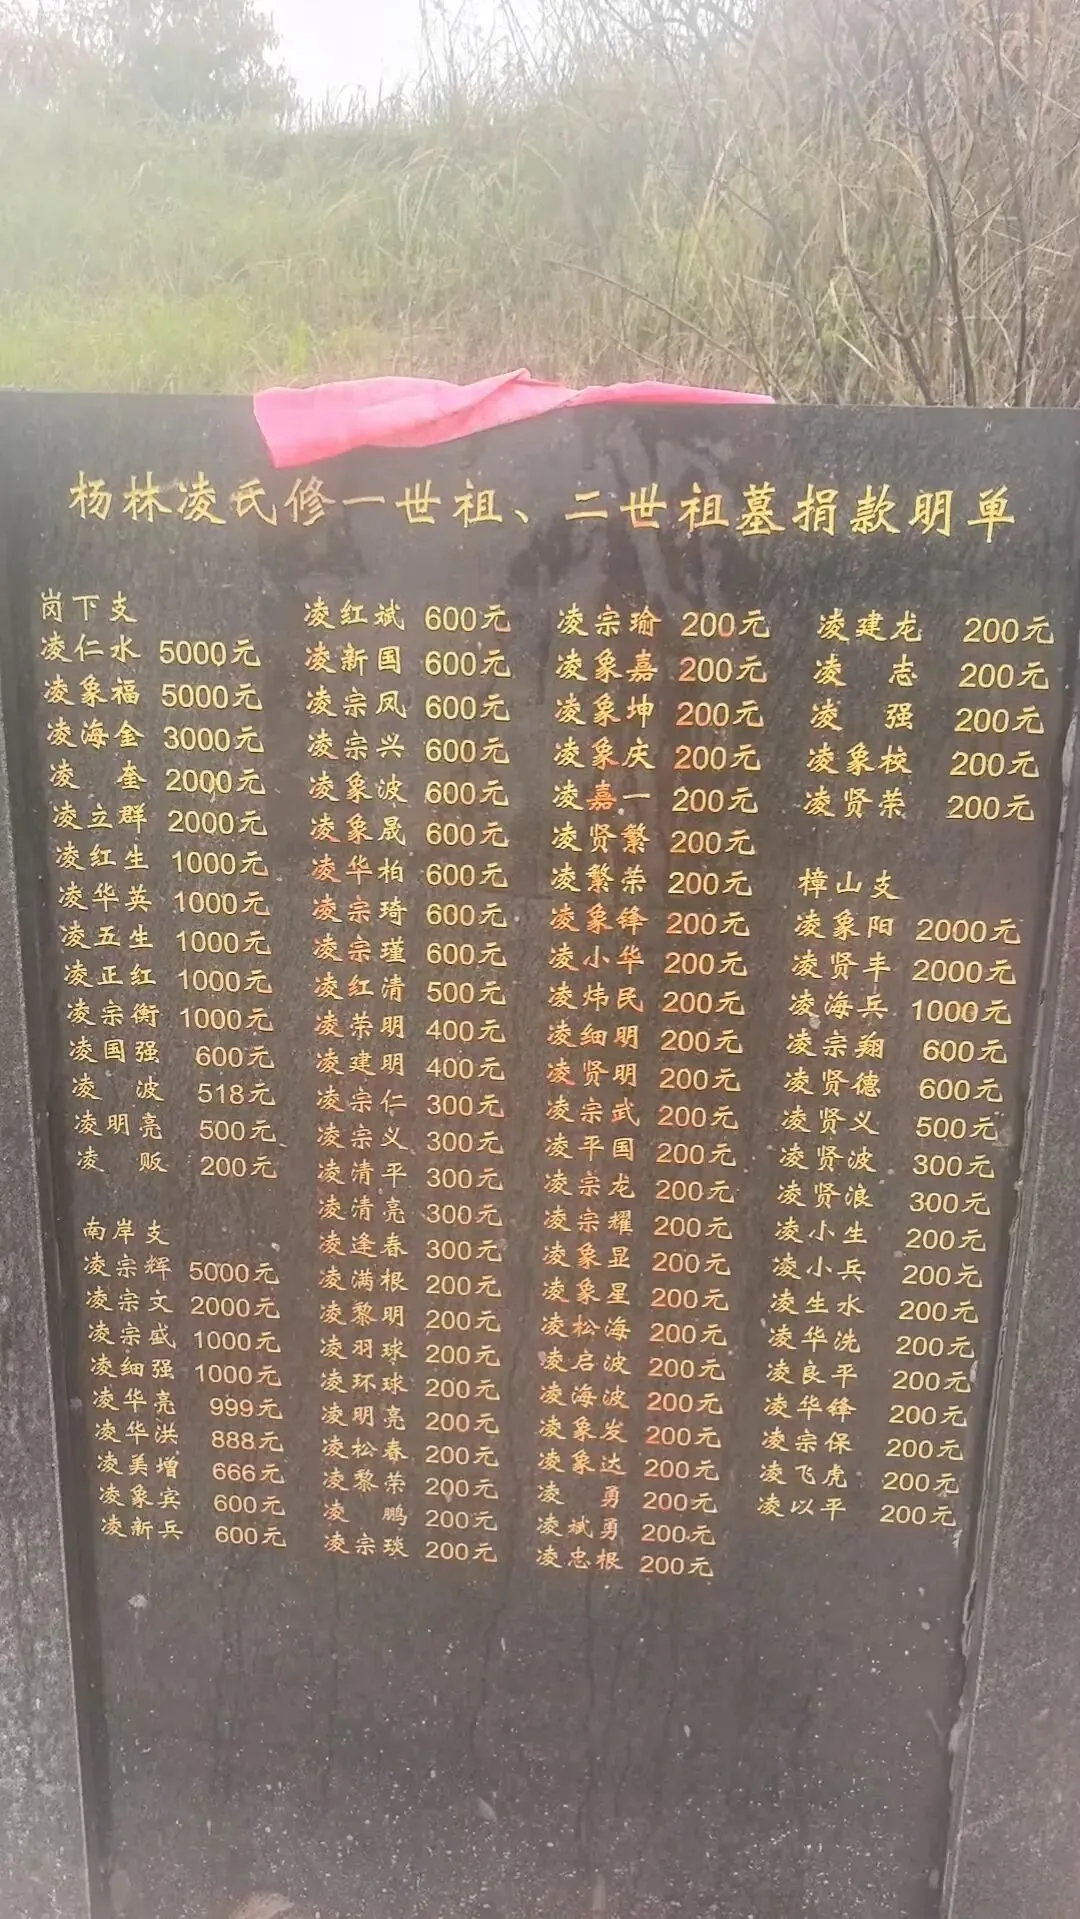 杨林凌氏修一世祖、二世祖墓捐款明单
岗下支
凌仁水 5000元
凌象福 5000元
凌海金 3000元
凌 奎 2000元
凌立群 2000元
凌红生 1000元
凌华英 1000元
凌五生 1000元
凌正红 1000元
凌宗衡 1000元
凌国强 600元
凌 波 518元
凌明亮 500元
凌 贩 200元
南岸支
凌宗辉 5000元
凌宗文 2000元
凌宗盛 1000元
凌细强 1000元
凌华亮 999元
凌华洪 888元
凌美增 666元
凌象宾 600元
凌新兵 600元
凌红斌 600元
凌新国 600元
凌宗凤 600元
凌宗兴 600元
凌象波 600元
凌象晟 600元
凌华柏 600元
凌宗琦 600元
凌宗瑾 600元
凌红清 500元
凌荣明 400元
凌建明 400元
凌宗仁 300元
凌宗义 300元
凌清平 300元
凌清亮 300元
凌逢春 300元
凌满根 200元
凌黎明 200元
凌羽球 200元
凌环球 200元
凌明亮 200元
凌松春 200元
凌黎荣 200元
凌 鹏 200元
凌宗琰 200元
凌宗瑜 200元
凌象嘉 200元
凌象坤 200元
凌象庆 200元
凌嘉一 200元
凌贤繁 200元
凌繁荣 200元
凌象锋 200元
凌小华 200元
凌炜民 200元
凌细明 200元
凌贤明 200元
凌宗武 200元
凌平国 200元
凌宗龙 200元
凌宗耀 200元
凌象显 200元
凌象星 200元
凌松海 200元
凌启波 200元
凌海波 200元
凌象发 200元
凌象达 200元
凌 勇 200元
凌斌勇 200元
凌忠根 200元
凌建龙 200元
凌 志 200元
凌 强 200元
凌象校 200元
凌贤荣 200元
樟山支
凌象阳 2000元
凌贤丰 2000元
凌海兵 1000元
凌宗翔 600元
凌贤德 600元
凌贤义 500元
凌贤波 300元
凌贤浪 300元
凌小生 200元
凌小兵 200元
凌生水 200元
凌华洗 200元
凌良平 200元
凌华锋 200元
凌宗保 200元
凌飞虎 200元
凌以平 200元